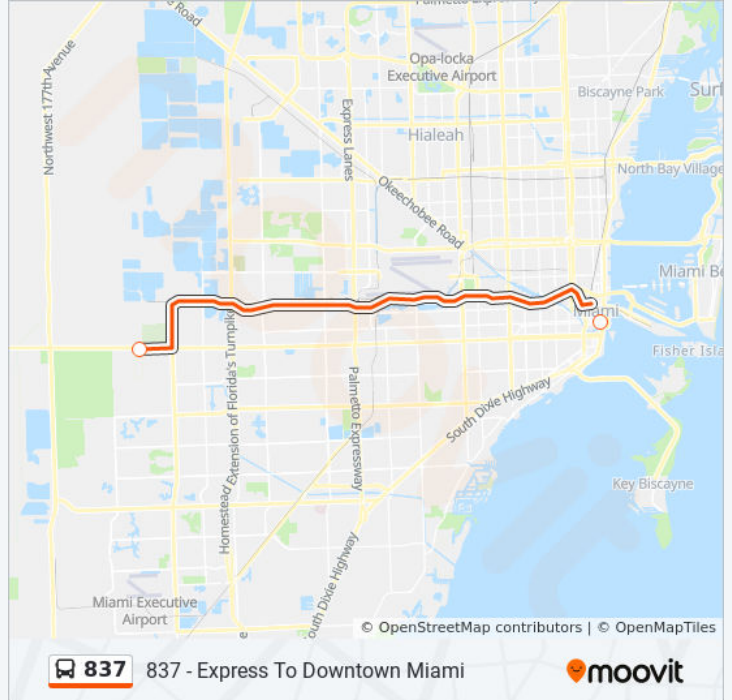 Palmetto Exp
e Road
Opa-locka
Executive Airport
Northwest 177th Avenue
Biscayne Park
Surf
Express Lanes
Hialeah
North Bay Village
Okeechobee Road
Miami Be
Miami
Homestead Extension of Florida's Turnpike
Fisher Isla
Palmetto Expressway
South Dixie Highway
Key Biscayne
outh Dixie Highway
Miami Executive
Airport
e
© OpenStreetMap contributors | © OpenMapTiles
837 837 - Express To Downtown Miami moovit